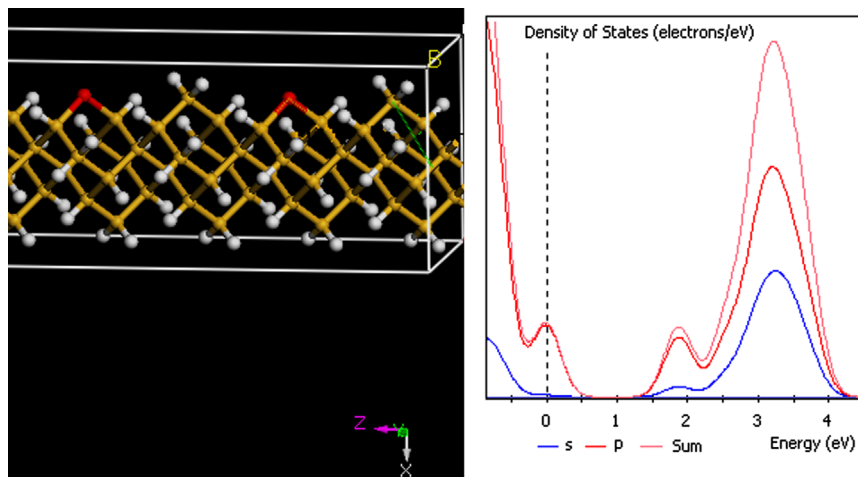 B
Z
Y
X
Density of States (electrons/eV)
0 1 2 3 4
Energy (eV)
s p Sum